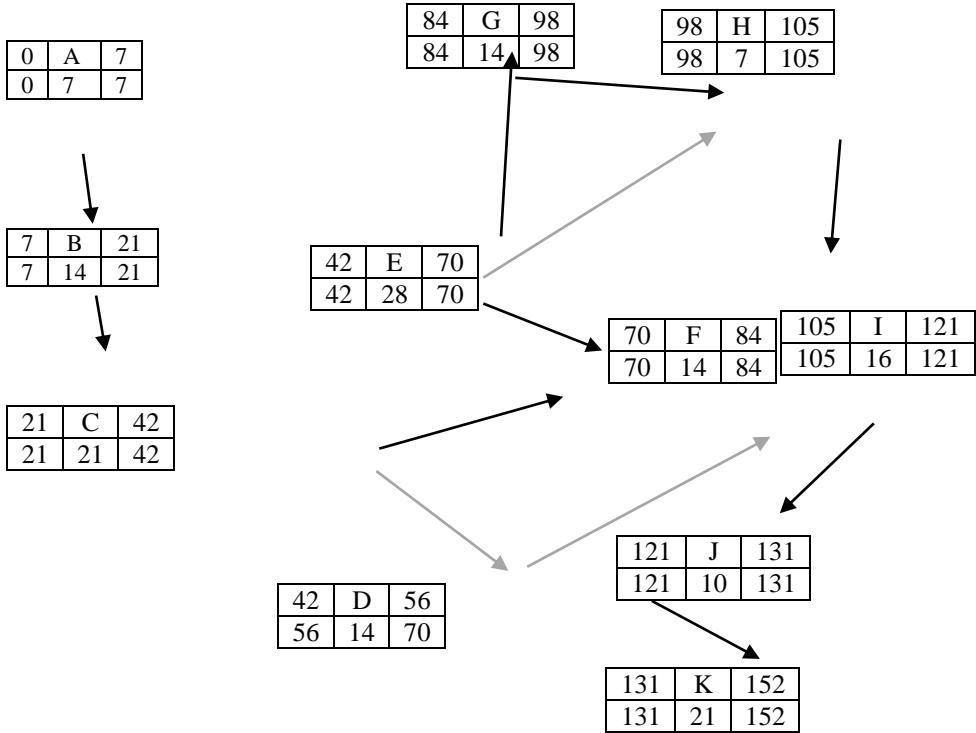 0 A 7
0 7 7
7 B 21
7 14 21
21 C 42
21 21 42
42 D 56
56 14 70
42 E 70
42 28 70
84 G 98
84 14 98
98 H 105
98 7 105
70 F 84
70 14 84
105 I 121
105 16 121
121 J 131
121 10 131
131 K 152
131 21 152